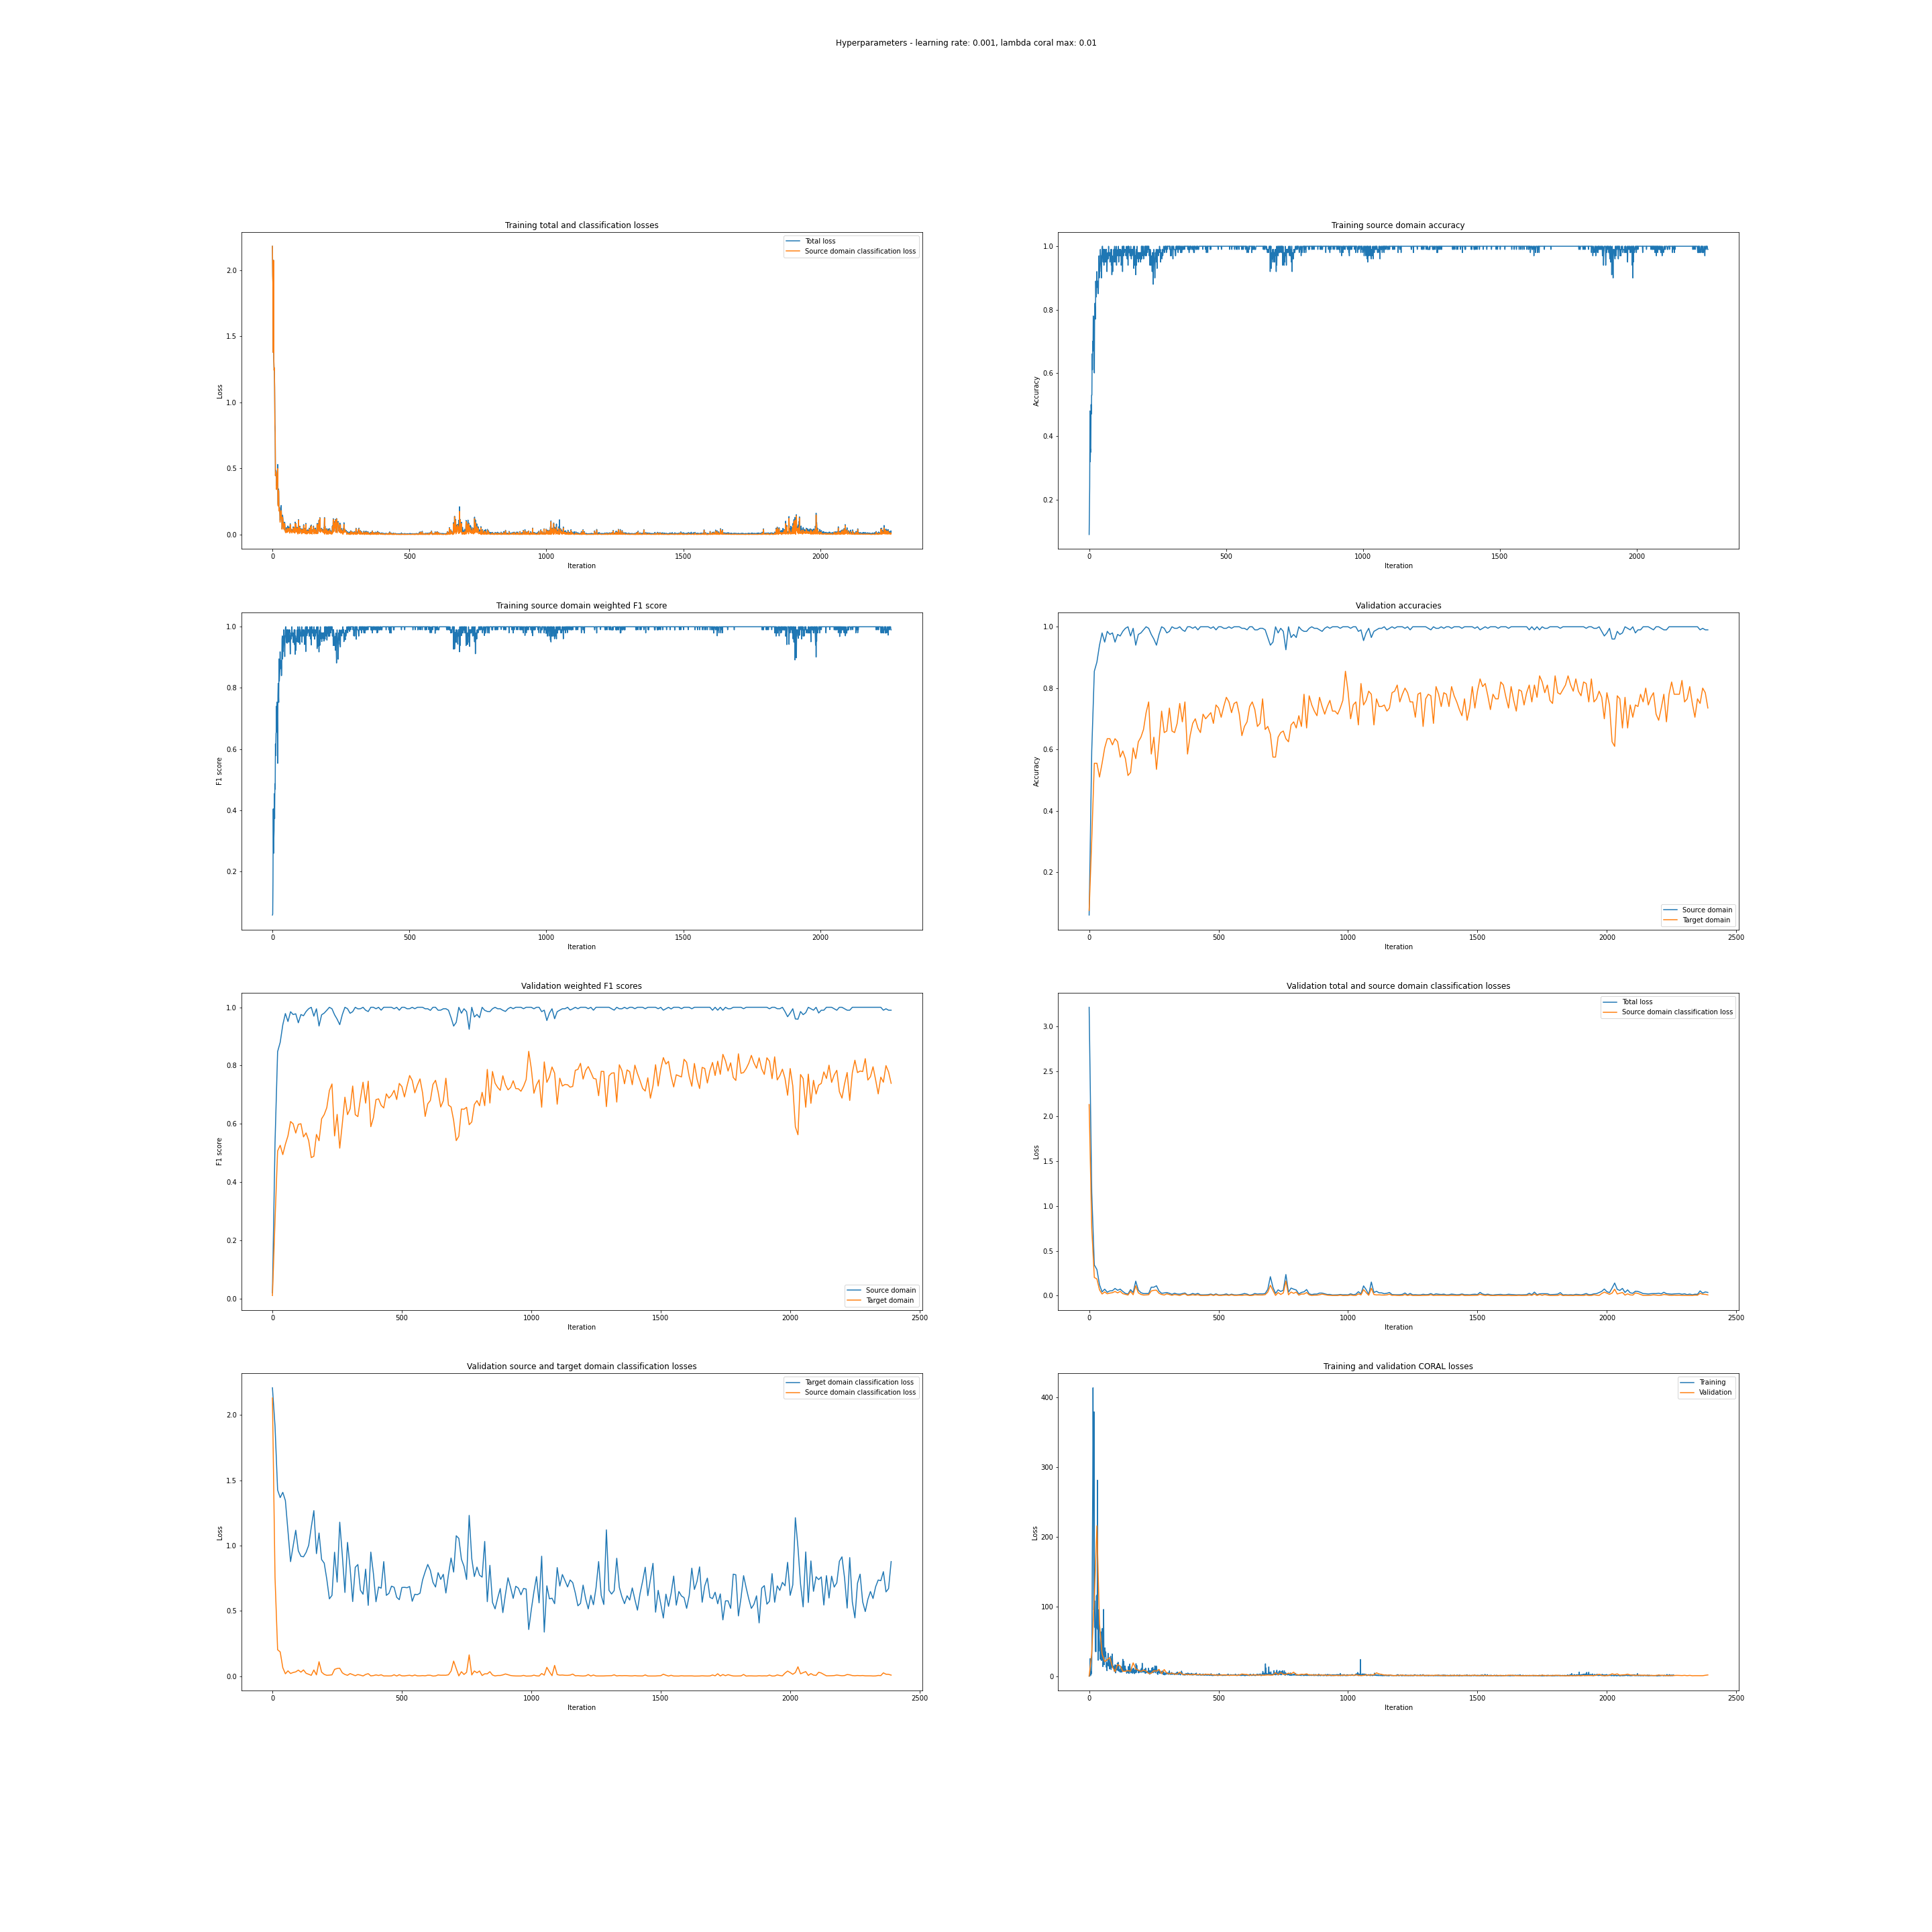 Hyperparameters - learning rate: 0.001, lambda coral max: 0.01
Training total and classification losses
Total loss
Source domain classification loss
Loss
2.0
1.5
1.0
0.5
0.0
0 500 1000 1500 2000
Iteration
Training source domain accuracy
Accuracy
1.0
0.8
0.6
0.4
0.2
0 500 1000 1500 2000
Iteration
Training source domain weighted F1 score
F1 score
1.0
0.8
0.6
0.4
0.2
0 500 1000 1500 2000
Iteration
Validation accuracies
Accuracy
1.0
0.8
0.6
0.4
0.2
Source domain
Target domain
0 500 1000 1500 2000 2500
Iteration
Validation weighted F1 scores
F1 score
1.0
0.8
0.6
0.4
0.2
0.0
Source domain
Target domain
0 500 1000 1500 2000 2500
Iteration
Validation total and source domain classification losses
Total loss
Source domain classification loss
Loss
3.0
2.5
2.0
1.5
1.0
0.5
0.0
0 500 1000 1500 2000 2500
Iteration
Validation source and target domain classification losses
Target domain classification loss
Source domain classification loss
Loss
2.0
1.5
1.0
0.5
0.0
0 500 1000 1500 2000 2500
Iteration
Training and validation CORAL losses
Training
Validation
Loss
400
300
200
100
0
0 500 1000 1500 2000 2500
Iteration